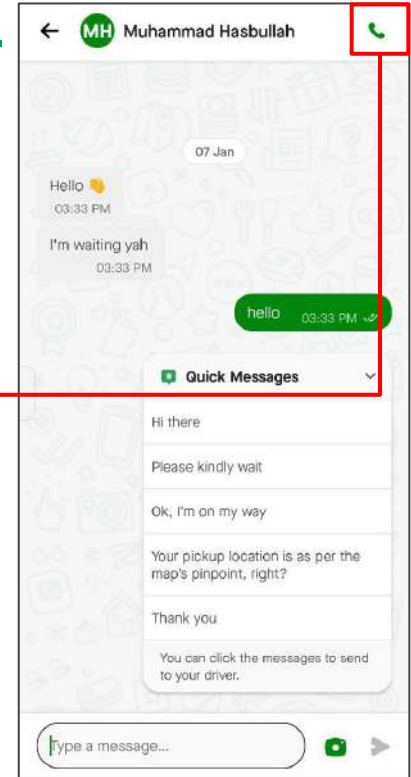 MH Muhammad Hasbullah
07 Jan
Hello 👋
03:33 PM
I'm waiting yah
03:33 PM
hello 03:33 PM
Quick Messages
Hi there
Please kindly wait
Ok, I'm on my way
Your pickup location is as per the
map's pinpoint, right?
Thank you
You can click the messages to send
to your driver.
Type a message...